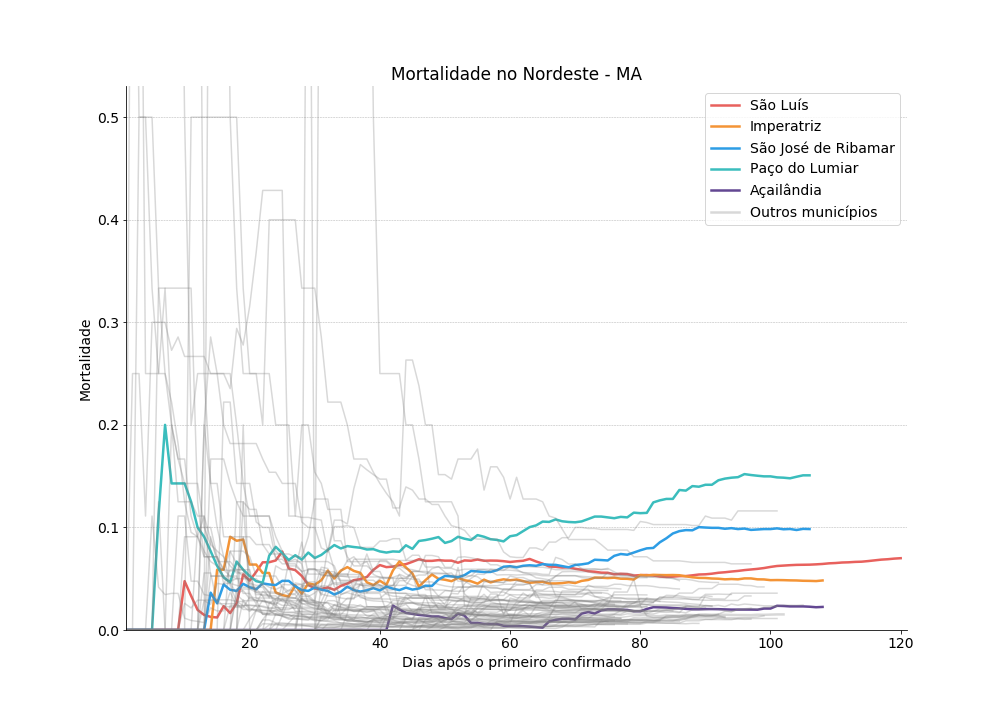 Mortalidade no Nordeste - MA
São Luís
Imperatriz
São José de Ribamar
Paço do Lumiar
Açailândia
Outros municípios
Mortalidade
0.5
0.4
0.3
0.2
0.1
0.0
20
40
60
80
100
120
Dias após o primeiro confirmado